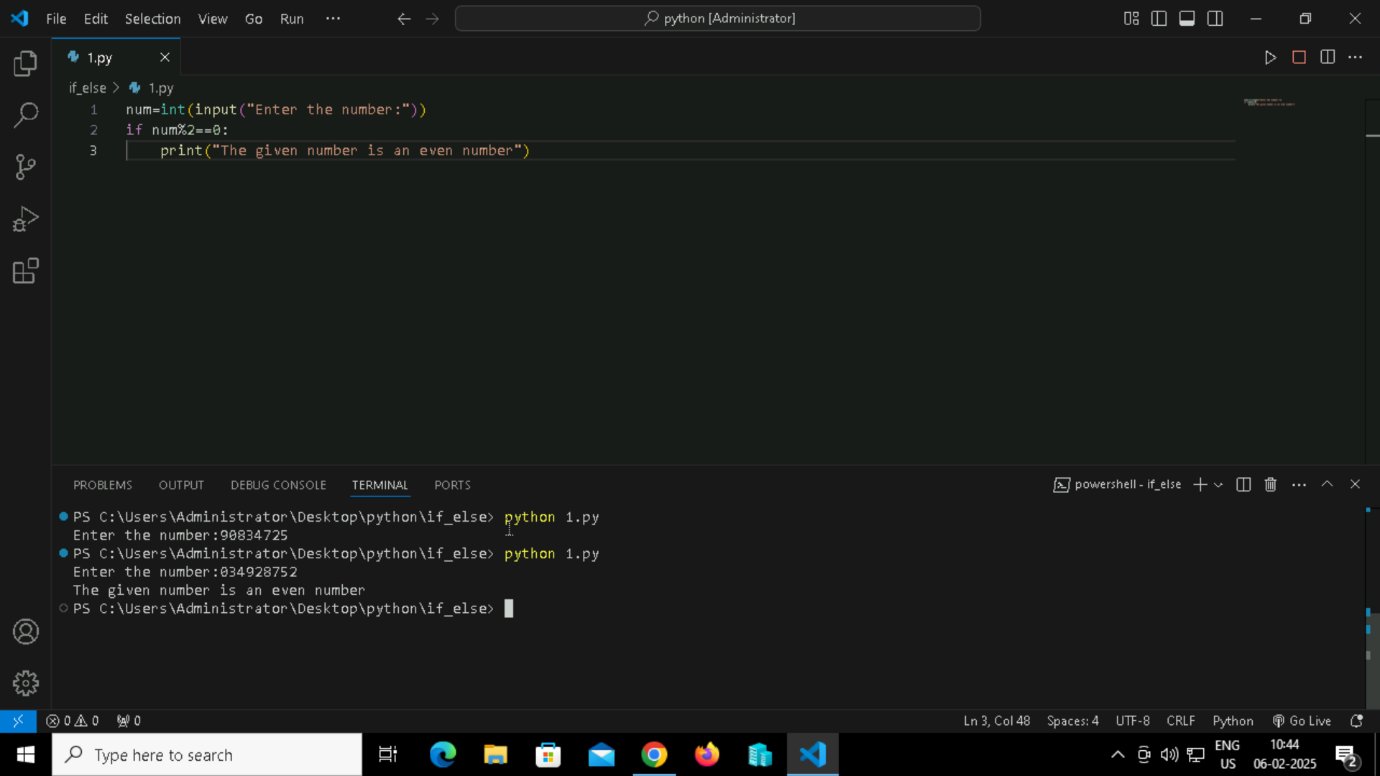 File Edit Selection View Go Run ···
python [Administrator]
1.py
if_else > 1.py
1 num=int(input("Enter the number:"))
2 if num%2==0:
3 print("The given number is an even number")
PROBLEMS OUTPUT DEBUG CONSOLE TERMINAL PORTS
powershell - if_else
PS C:\Users\Administrator\Desktop\python\if_else> python 1.py
Enter the number:90834725
PS C:\Users\Administrator\Desktop\python\if_else> python 1.py
Enter the number:034928752
The given number is an even number
PS C:\Users\Administrator\Desktop\python\if_else>
0 0 0 Ln 3, Col 48 Spaces: 4 UTF-8 CRLF Python Go Live
Type here to search
ENG
US
10:44
06-02-2025
2